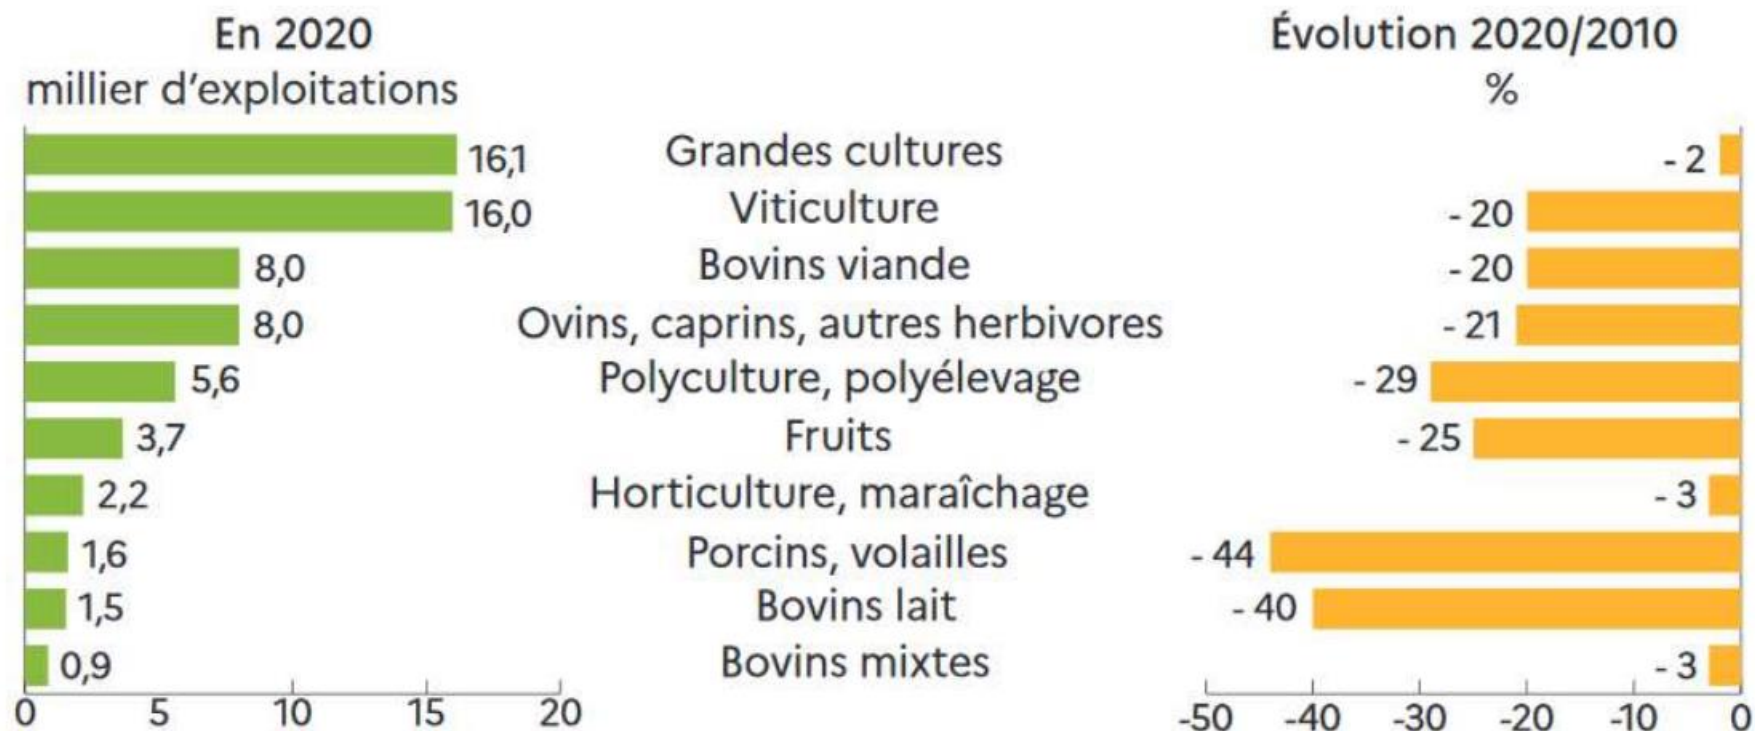 En 2020
millier d'exploitations
Évolution 2020/2010
%
16,1 Grandes cultures - 2
16,0 Viticulture - 20
8,0 Bovins viande - 20
8,0 Ovins, caprins, autres herbivores - 21
5,6 Polyculture, polyélevage - 29
3,7 Fruits - 25
2,2 Horticulture, maraîchage - 3
1,6 Porcins, volailles - 44
1,5 Bovins lait - 40
0,9 Bovins mixtes - 3
0 5 10 15 20
-50 -40 -30 -20 -10 0